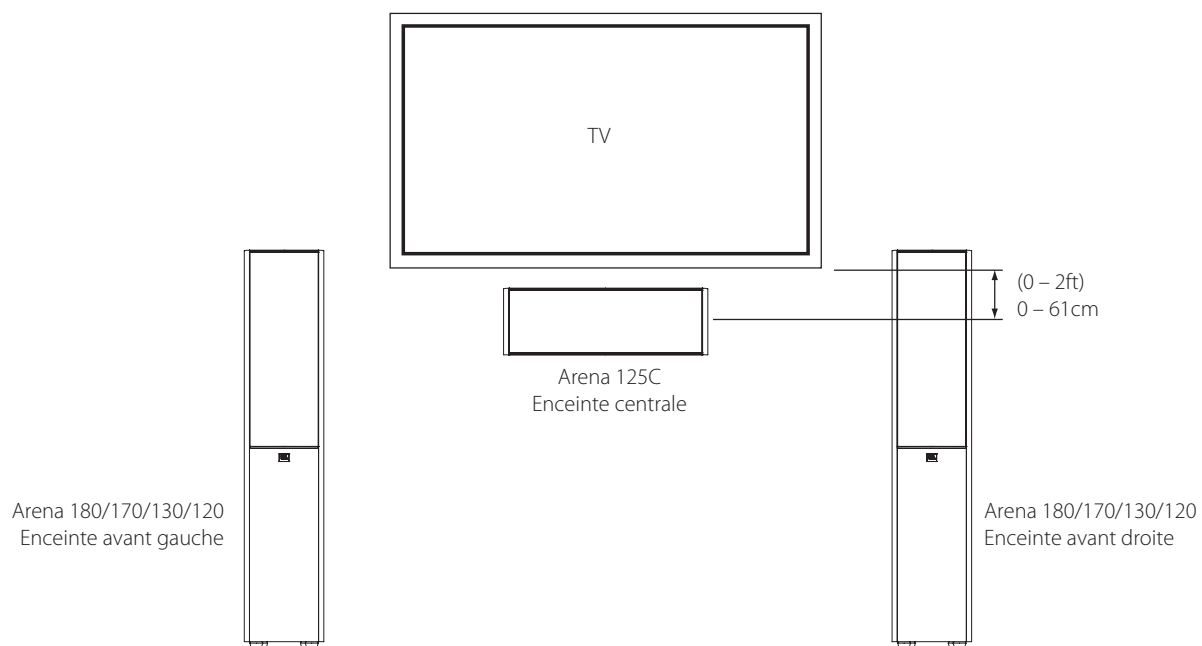 TV
(0 – 2ft)
0 – 61cm
Arena 125C
Enceinte centrale
Arena 180/170/130/120
Enceinte avant gauche
Arena 180/170/130/120
Enceinte avant droite